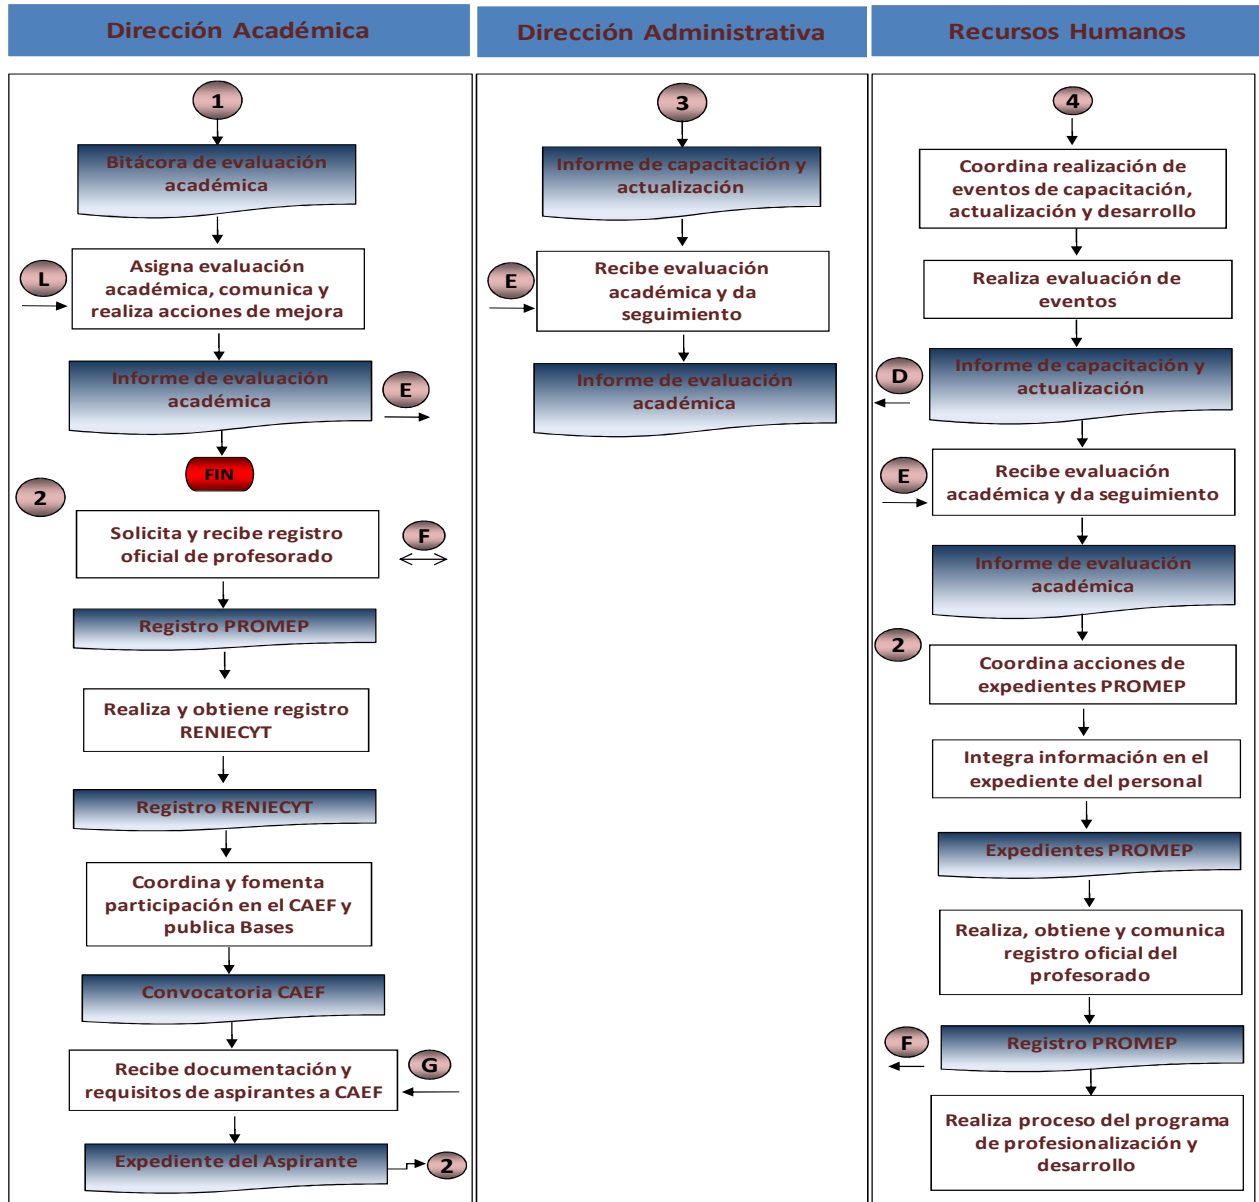 Dirección Académica
Dirección Administrativa
Recursos Humanos
1
Bitácora de evaluación
académica
L
Asigna evaluación
académica, comunica y
realiza acciones de mejora
Informe de evaluación
académica
E
FIN
2
Solicita y recibe registro
oficial de profesorado
F
Registro PROMEP
Realiza y obtiene registro
RENIECYT
Registro RENIECYT
Coordina y fomenta
participación en el CAEF y
publica Bases
Convocatoria CAEF
Recibe documentación y
requisitos de aspirantes a CAEF
G
Expediente del Aspirante
2
3
Informe de capacitación y
actualización
E
Recibe evaluación
académica y da
seguimiento
Informe de evaluación
académica
4
Coordina realización de
eventos de capacitación,
actualización y desarrollo
Realiza evaluación de
eventos
D
Informe de capacitación y
actualización
E
Recibe evaluación
académica y da seguimiento
Informe de evaluación
académica
2
Coordina acciones de
expedientes PROMEP
Integra información en el
expediente del personal
Expedientes PROMEP
Realiza, obtiene y comunica
registro oficial del
profesorado
F
Registro PROMEP
Realiza proceso del programa
de profesionalización y
desarrollo